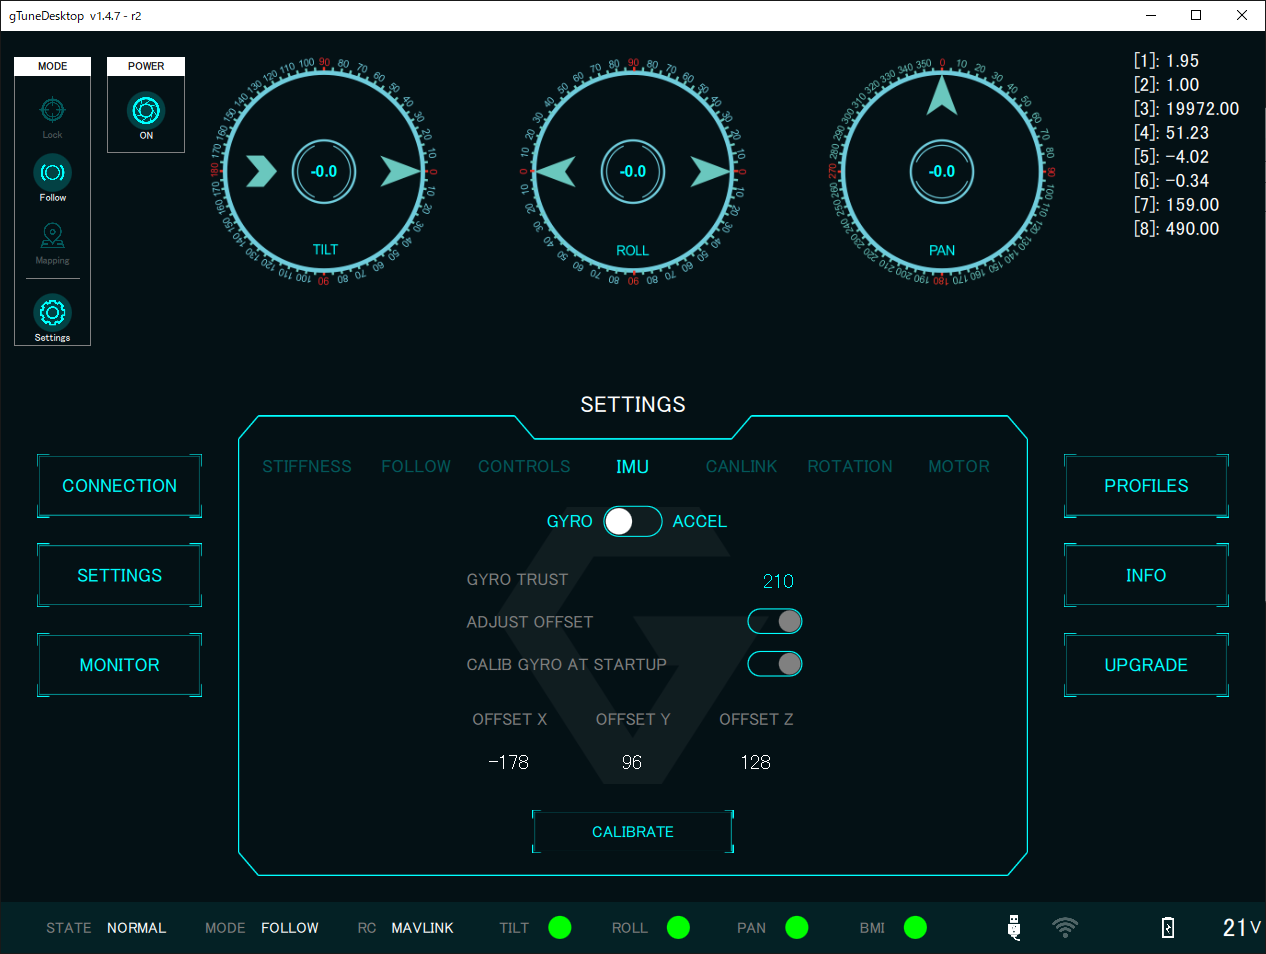 gTuneDesktop v1.4.7 - r2
MODE
Lock
Follow
Mapping
Settings
POWER
ON
-0.0
TILT
-0.0
ROLL
-0.0
PAN
[1]: 1.95
[2]: 1.00
[3]: 19972.00
[4]: 51.23
[5]: -4.02
[6]: -0.34
[7]: 159.00
[8]: 490.00
SETTINGS
CONNECTION
SETTINGS
MONITOR
STIFFNESS FOLLOW CONTROLS IMU CANLINK ROTATION MOTOR
GYRO ACCEL
GYRO TRUST 210
ADJUST OFFSET
CALIB GYRO AT STARTUP
OFFSET X OFFSET Y OFFSET Z
-178 96 128
CALIBRATE
PROFILES
INFO
UPGRADE
STATE NORMAL MODE FOLLOW RC MAVLINK TILT ROLL PAN BMI 21V